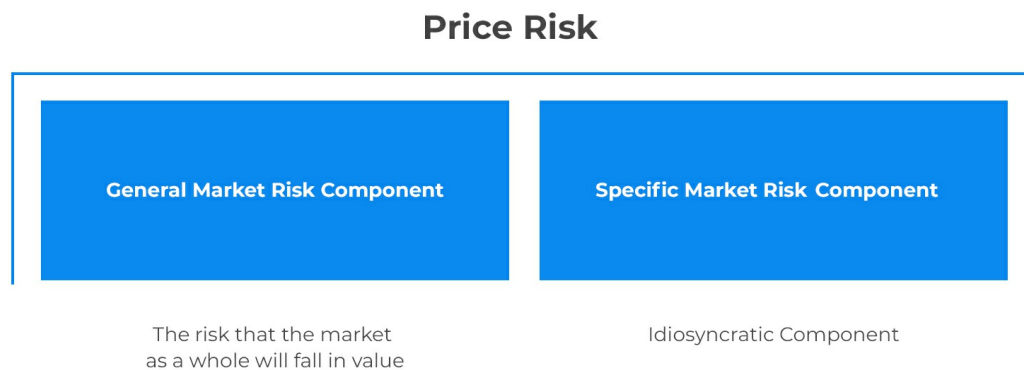 Price Risk
General Market Risk Component
Specific Market Risk Component
The risk that the market
as a whole will fall in value
Idiosyncratic Component